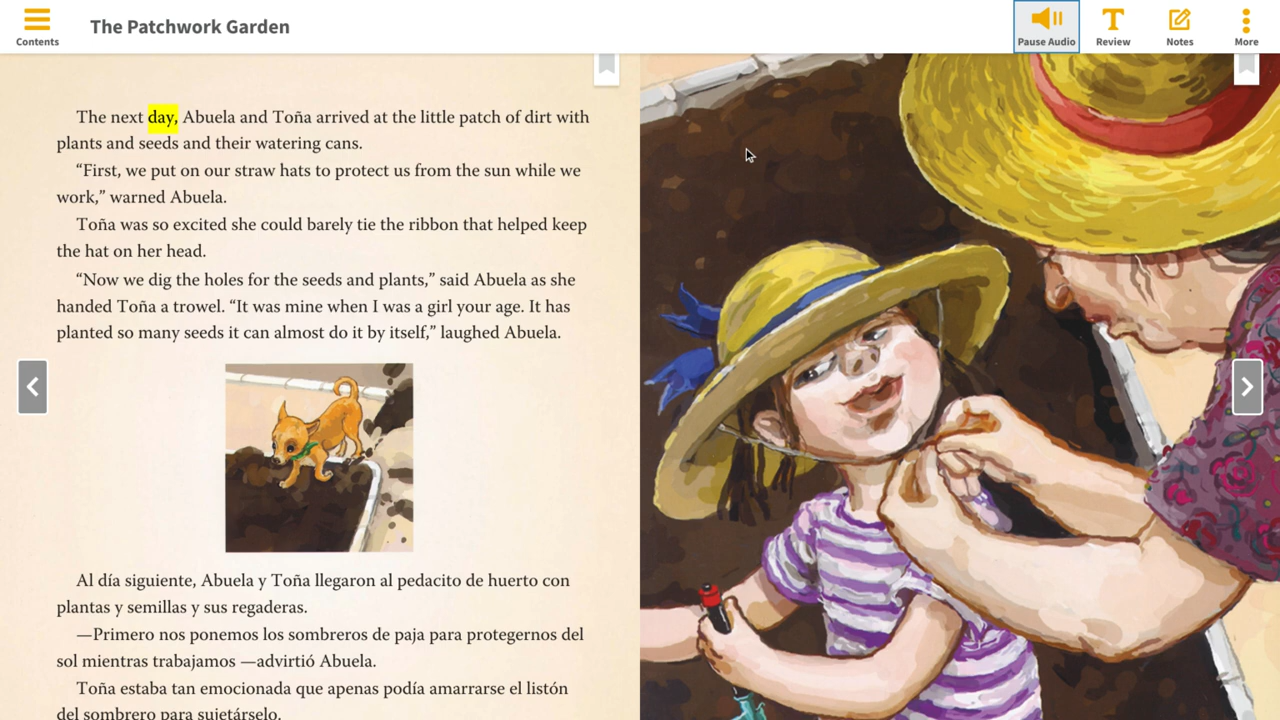 Contents
The Patchwork Garden
Pause Audio
Review
Notes
More
The next day, Abuela and Toña arrived at the little patch of dirt with
plants and seeds and their watering cans.
“First, we put on our straw hats to protect us from the sun while we
work,” warned Abuela.
Toña was so excited she could barely tie the ribbon that helped keep
the hat on her head.
“Now we dig the holes for the seeds and plants,” said Abuela as she
handed Toña a trowel. “It was mine when I was a girl your age. It has
planted so many seeds it can almost do it by itself,” laughed Abuela.
Al día siguiente, Abuela y Toña llegaron al pedacito de huerto con
plantas y semillas y sus regaderas.
—Primero nos ponemos los sombreros de paja para protegernos del
sol mientras trabajamos —advirtió Abuela.
Toña estaba tan emocionada que apenas podía amarrarse el listón
del sombrero para sujetárselo.